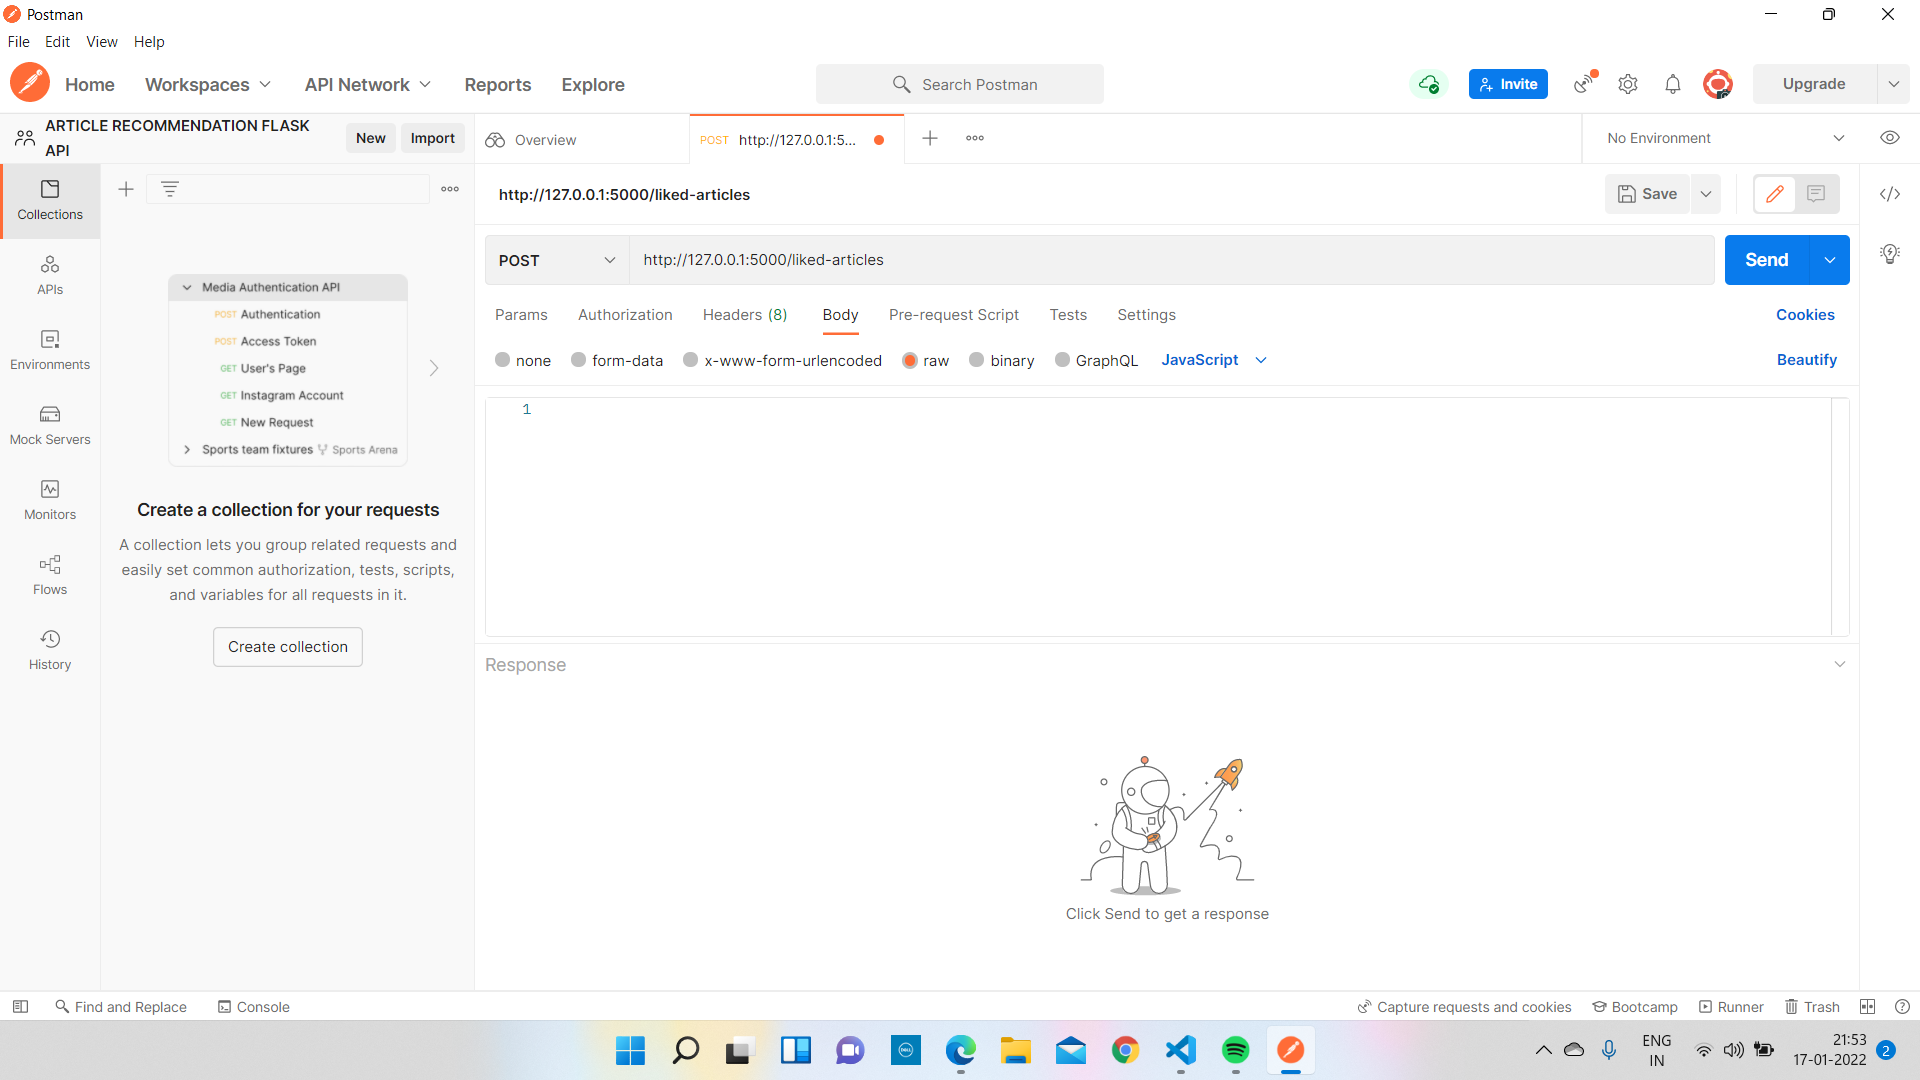 Postman
File Edit View Help
Home Workspaces API Network Reports Explore Search Postman Invite Upgrade
ARTICLE RECOMMENDATION FLASK
API
New Import
Overview
POST http://127.0.0.1:5...
No Environment
Collections
APIs
Environments
Mock Servers
Monitors
Flows
History
Media Authentication API
POST Authentication
POST Access Token
GET User's Page
GET Instagram Account
GET New Request
Sports team fixtures Sports Arena
Create a collection for your requests
A collection lets you group related requests and
easily set common authorization, tests, scripts,
and variables for all requests in it.
Create collection
http://127.0.0.1:5000/liked-articles
Save
POST http://127.0.0.1:5000/liked-articles Send
Params Authorization Headers (8) Body Pre-request Script Tests Settings Cookies
none form-data x-www-form-urlencoded raw binary GraphQL JavaScript Beautify
1
Response
Click Send to get a response
Find and Replace Console Capture requests and cookies Bootcamp Runner Trash
DELL
ENG
IN
21:53
17-01-2022
2